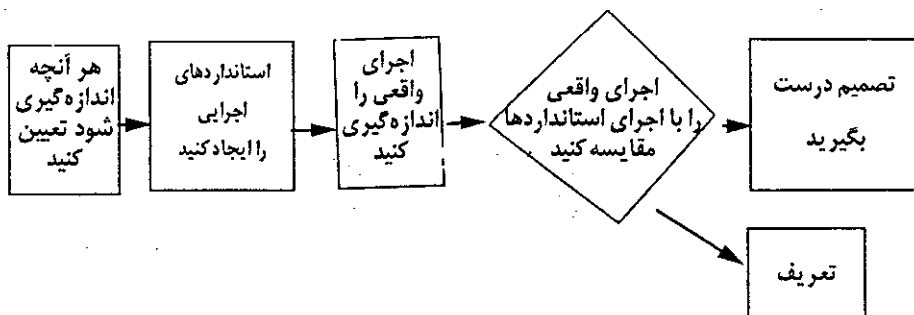 هر آنچه
اندازه‌گیری
شود تعیین
کنید
استانداردهای
اجرایی
را ایجاد کنید
اجرای
واقعی را
اندازه‌گیری
کنید
اجرای واقعی
را با اجرای استانداردها
مقایسه کنید
تصمیم درست
بگیرید
تعریف